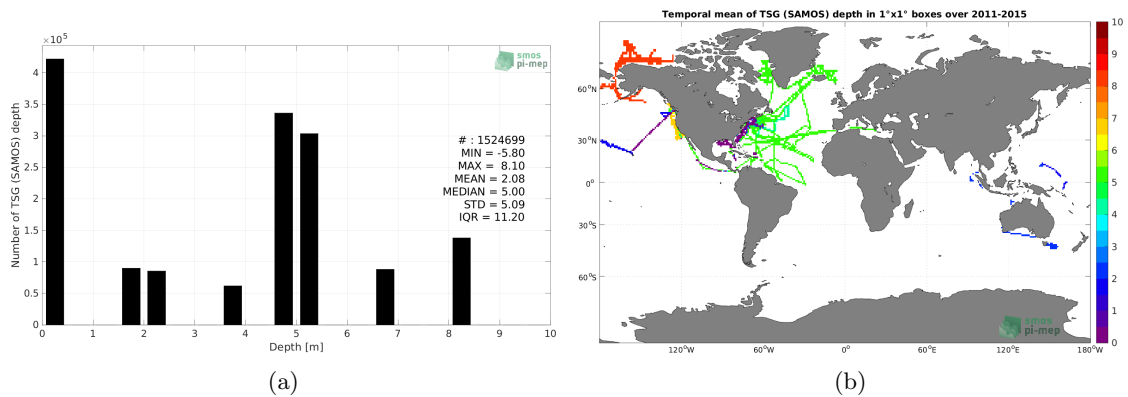 ×10⁵
4
3.5
3
2.5
2
1.5
1
0.5
0
0 1 2 3 4 5 6 7 8 9 10
Number of TSG (SAMOS) depth
Depth [m]
smos
pi-mep
# : 1524699
MIN = -5.80
MAX = 8.10
MEAN = 2.08
MEDIAN = 5.00
STD = 5.09
IQR = 11.20
(a)
Temporal mean of TSG (SAMOS) depth in 1°x1° boxes over 2011-2015
60°N
30°N
0°
30°S
60°S
120°W 60°W 0° 60°E 120°E 180°W
smos
pi-mep
10
9
8
7
6
5
4
3
2
1
0
(b)